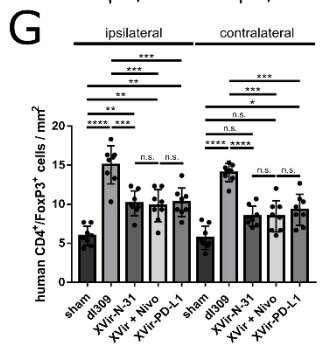 G
ipsilateral contralateral
***
***
***
***
**
*
**
n.s.
**
n.s.
**** *** **** ****
n.s. n.s. n.s. n.s.
human CD4+/FoxP3+ cells / mm²
20
15
10
5
0
sham dl309 XVir-N-31 XVir + Nivo XVir-PD-L1 sham dl309 XVir-N-31 XVir + Nivo XVir-PD-L1